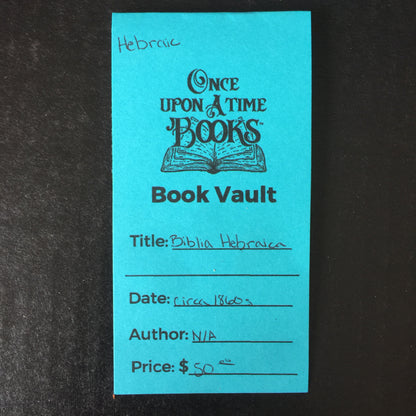 Hebraic
ONCE
UPON A TIME
BOOKS
Book Vault
Title: Biblia Hebraica
Date: circa 1860s
Author: N/A
Price: $ 50 00